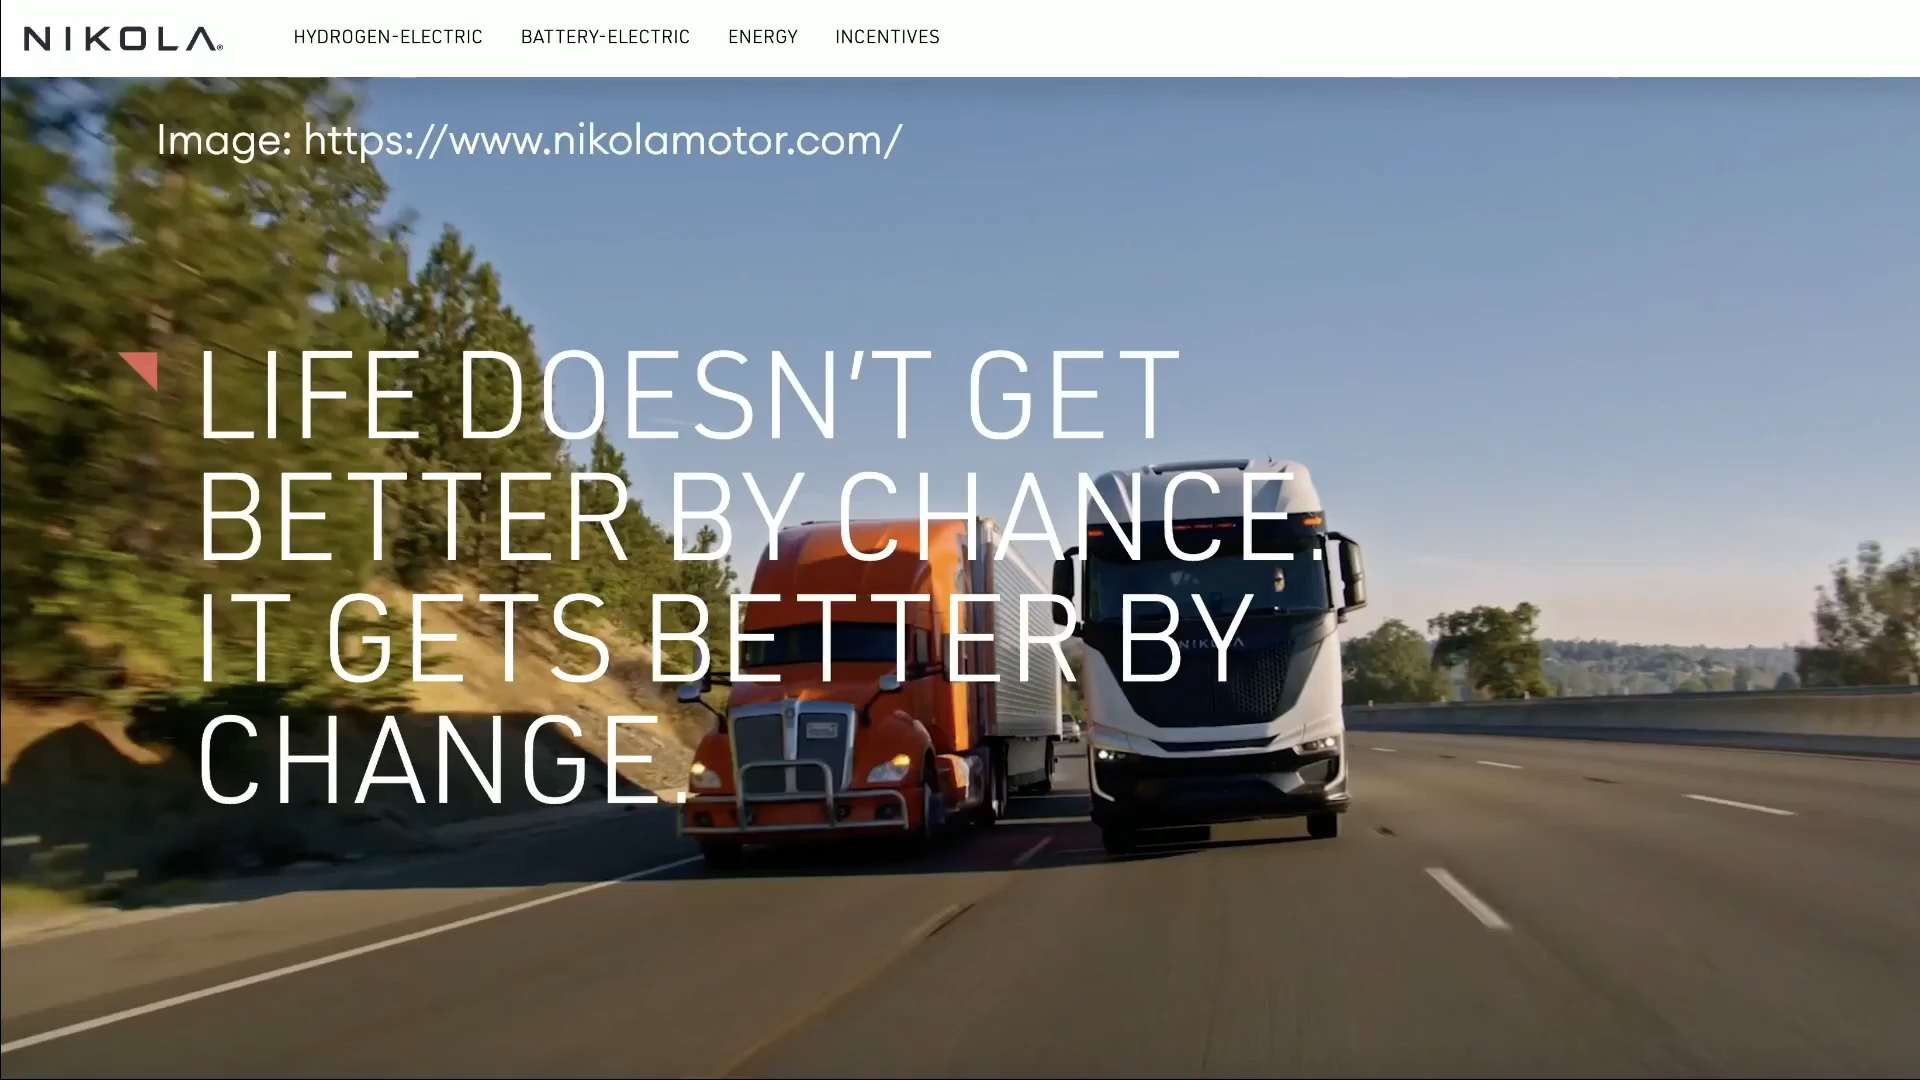 NIKOLA®
HYDROGEN-ELECTRIC BATTERY-ELECTRIC ENERGY INCENTIVES
Image: https://www.nikolamotor.com/
LIFE DOESN'T GET
BETTER BY CHANCE.
IT GETS BETTER BY
CHANGE.
NIKOLA